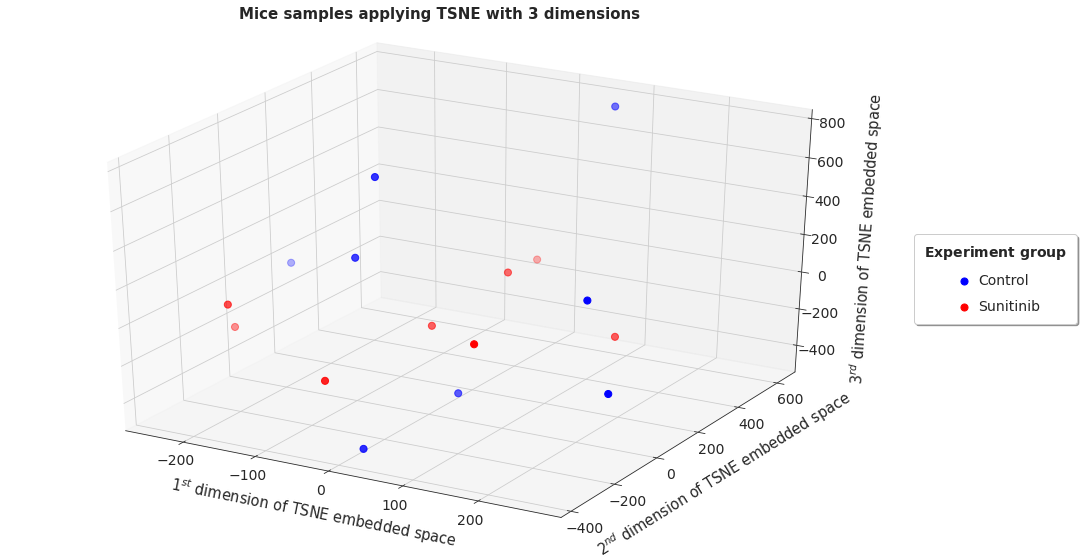 Mice samples applying TSNE with 3 dimensions
800
600
400
200
0
−200
−400
3rd dimension of TSNE embedded space
600
400
200
0
−200
−400
2nd dimension of TSNE embedded space
−200
−100
0
100
200
1st dimension of TSNE embedded space
Experiment group
Control
Sunitinib